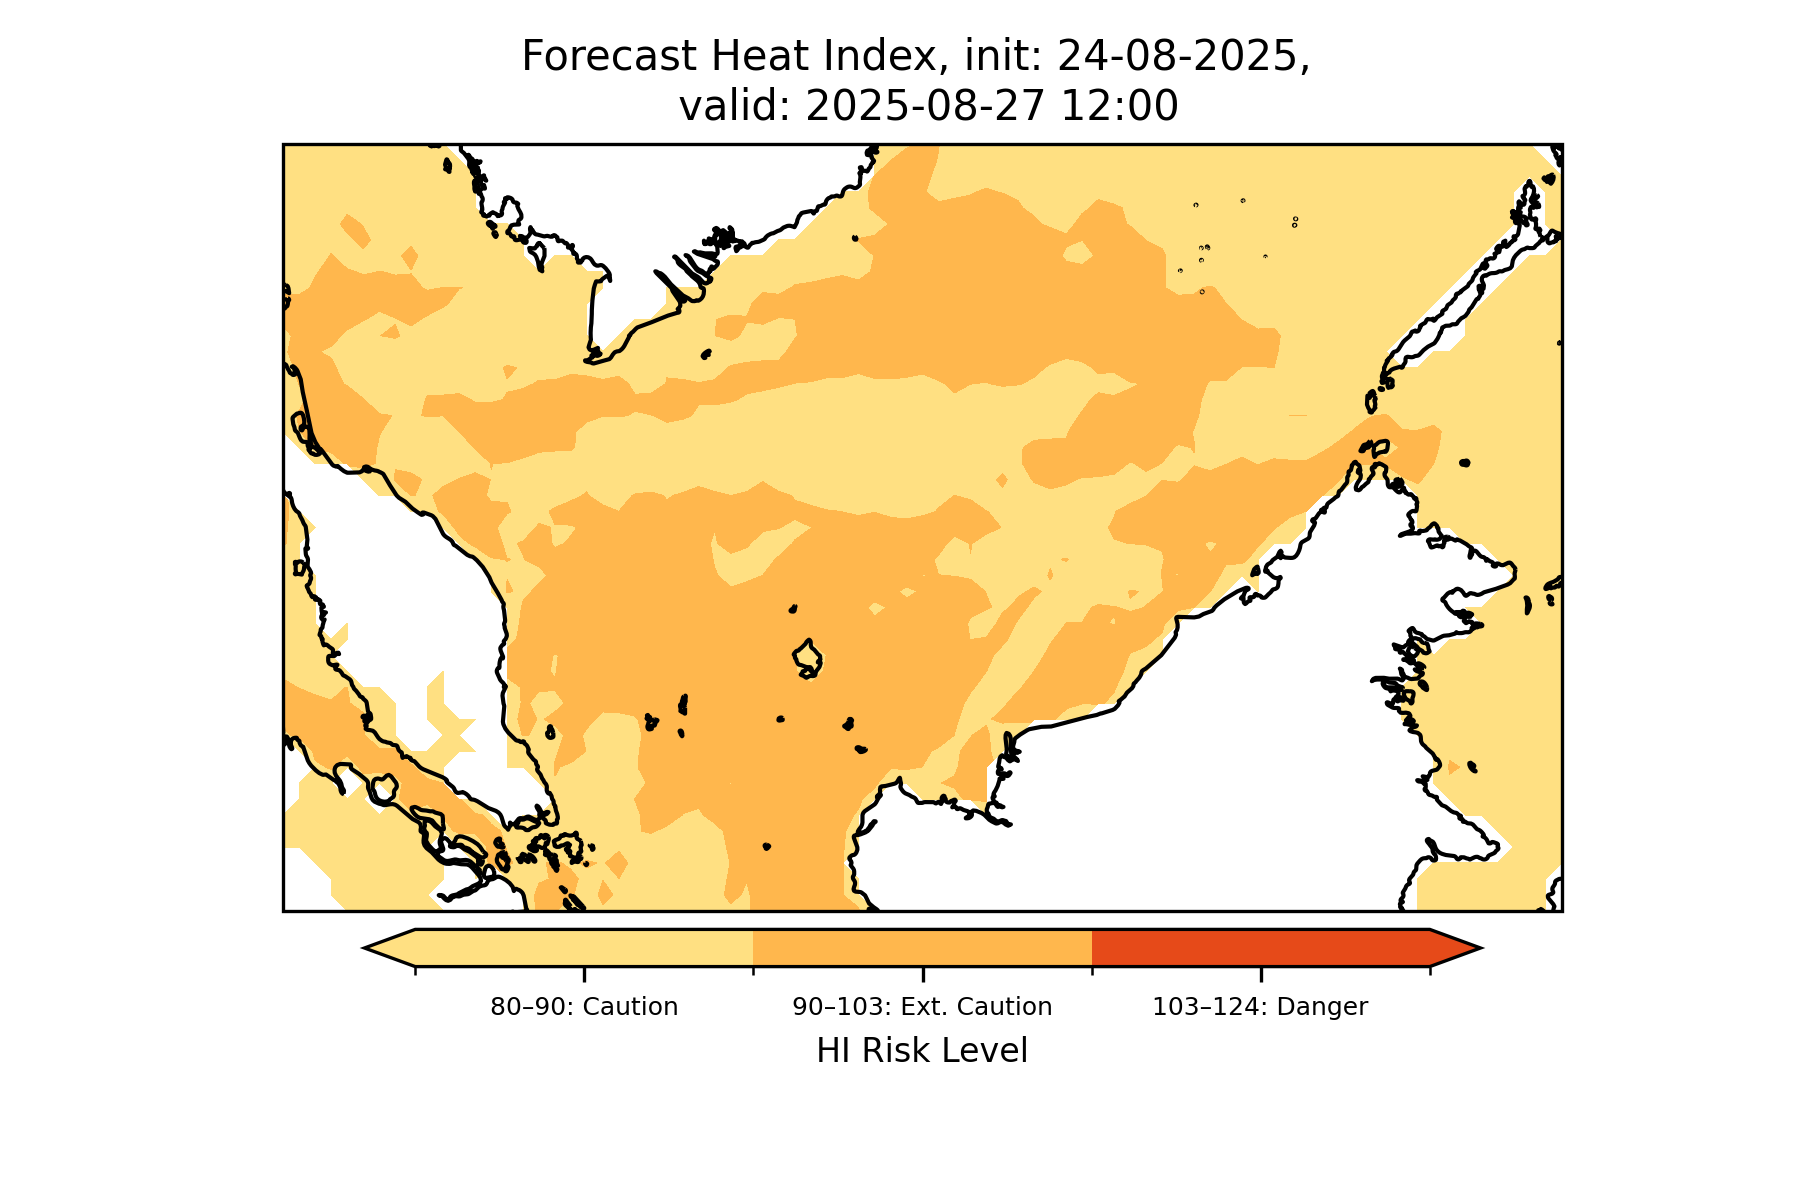 Forecast Heat Index, init: 24-08-2025,
valid: 2025-08-27 12:00
80–90: Caution
90–103: Ext. Caution
103–124: Danger
HI Risk Level